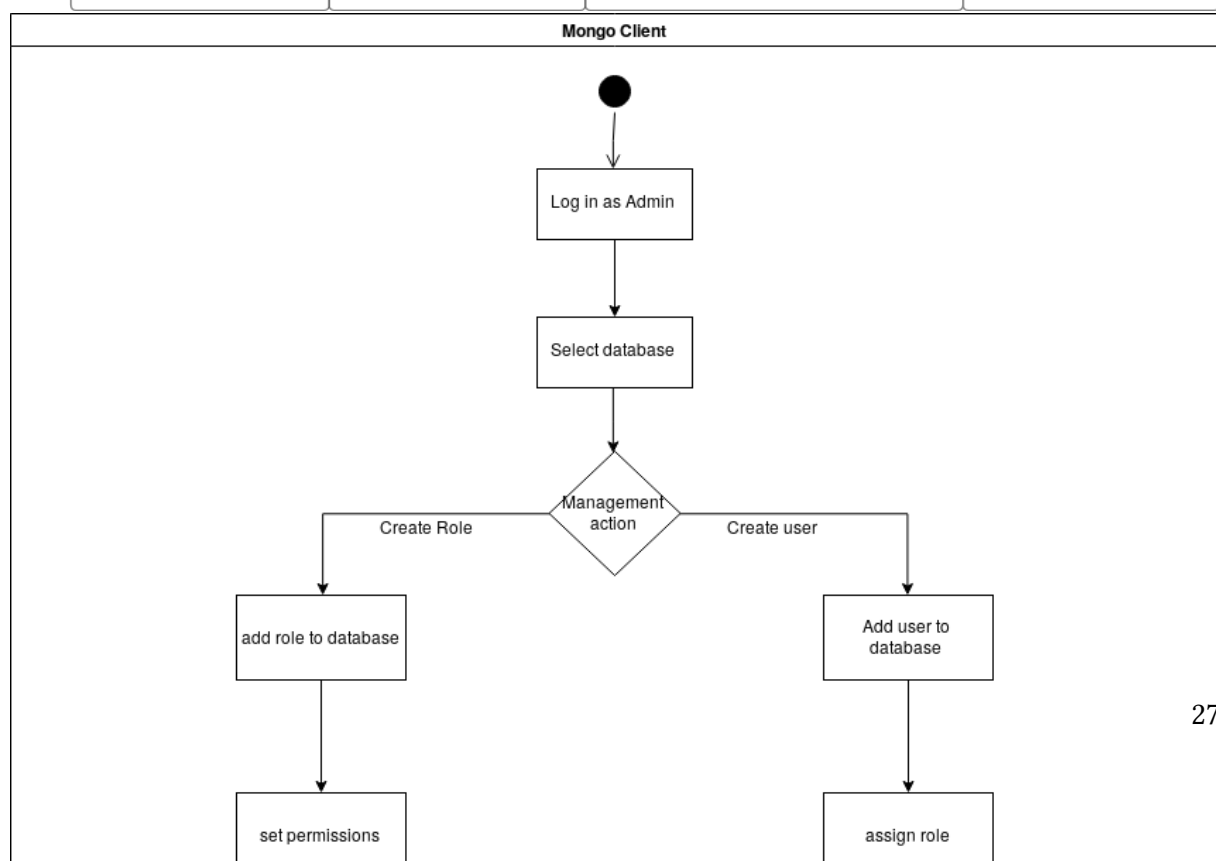 Mongo Client
Log in as Admin
Select database
Management
action
Create Role
Create user
add role to database
Add user to
database
27
set permissions
assign role